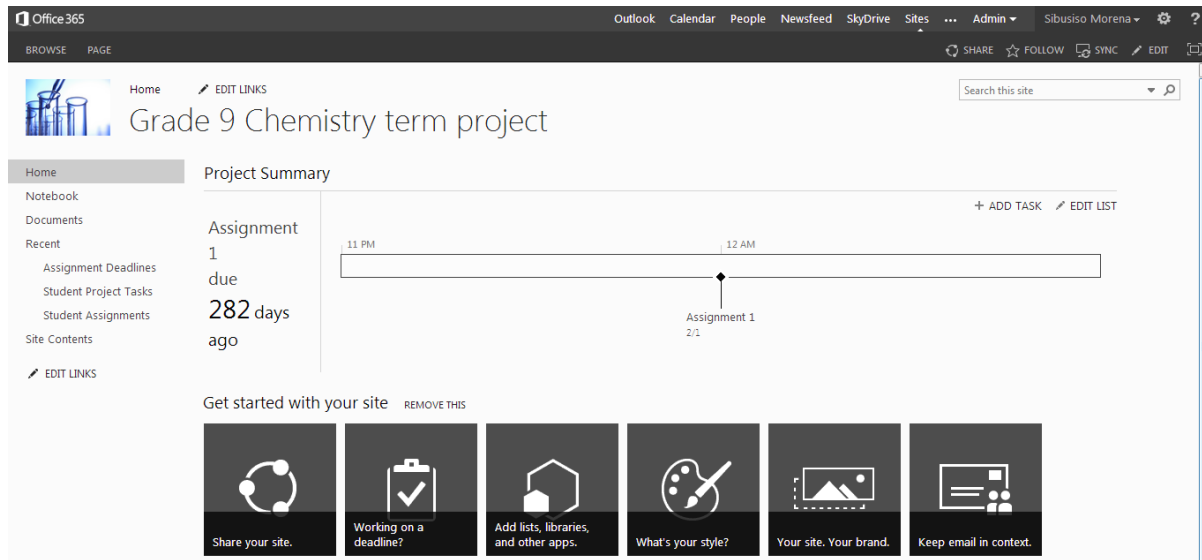 Office 365 Outlook Calendar People Newsfeed SkyDrive Sites ... Admin Sibusiso Morena ?
BROWSE PAGE SHARE FOLLOW SYNC EDIT
Home EDIT LINKS Search this site
Grade 9 Chemistry term project
Home
Notebook
Documents
Recent
Assignment Deadlines
Student Project Tasks
Student Assignments
Site Contents
EDIT LINKS
Project Summary
+ ADD TASK EDIT LIST
Assignment
1
due
282 days
ago
11 PM 12 AM
Assignment 1
2/1
Get started with your site REMOVE THIS
Share your site.
Working on a
deadline?
Add lists, libraries,
and other apps.
What's your style?
Your site. Your brand.
Keep email in context.